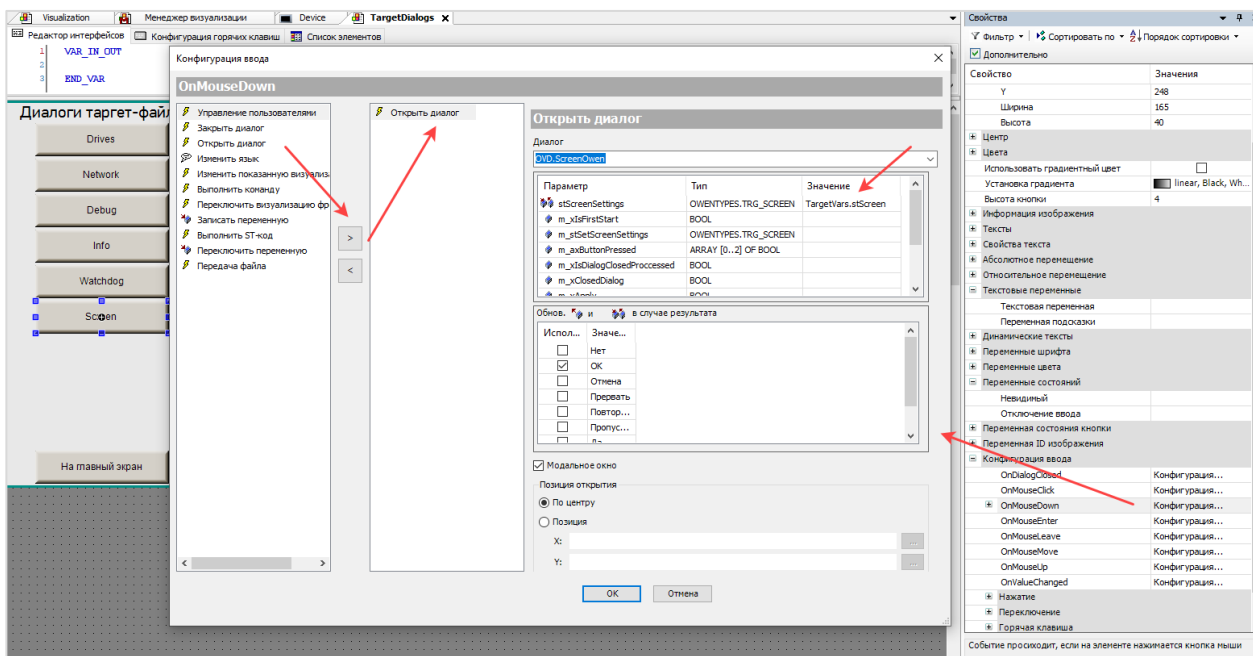 Visualization
Менеджер визуализации
Device
TargetDialogs
Редактор интерфейсов
Конфигурация горячих клавиш
Список элементов
1 VAR_IN_OUT
2
3 END_VAR
Диалоги таргет-фай
Drives
Network
Debug
Info
Watchdog
Screen
На главный экран
Конфигурация ввода
OnMouseDown
Управление пользователями
Закрыть диалог
Открыть диалог
Изменить язык
Изменить показанную визуализ
Выполнить команду
Переключить визуализацию фр
Записать переменную
Выполнить ST-код
Переключить переменную
Передача файла
>
<
Открыть диалог
Открыть диалог
Диалог
OVD.ScreenOwen
Параметр Тип Значение
stScreenSettings OWENTYPES.TRG_SCREEN TargetVars.stScreen
m_xIsFirstStart BOOL
m_stSetScreenSettings OWENTYPES.TRG_SCREEN
m_axButtonPressed ARRAY [0..2] OF BOOL
m_xIsDialogClosedProccessed BOOL
m_xClosedDialog BOOL
m_xApply BOOL
Обнов. и в случае результата
Испол... Значе...
Нет
OK
Отмена
Прервать
Повтор...
Пропус...
Да
Модальное окно
Позиция открытия
По центру
Позиция
X:
...
Y:
...
OK
Отмена
Свойства
Фильтр
Сортировать по
Порядок сортировки
Дополнительно
Свойство Значения
Y 248
Ширина 165
Высота 40
Центр
Цвета
Использовать градиентный цвет
Установка градиента linear, Black, Wh...
Высота кнопки 4
Информация изображения
Тексты
Свойства текста
Абсолютное перемещение
Относительное перемещение
Текстовые переменные
Текстовая переменная
Переменная подсказки
Динамические тексты
Переменные шрифта
Переменные цвета
Переменные состояний
Невидимый
Отключение ввода
Переменная состояния кнопки
Переменная ID изображения
Конфигурация ввода
OnDialogClosed Конфигурация...
OnMouseClick Конфигурация...
OnMouseDown Конфигурация...
OnMouseEnter Конфигурация...
OnMouseLeave Конфигурация...
OnMouseMove Конфигурация...
OnMouseUp Конфигурация...
OnValueChanged Конфигурация...
Нажатие
Переключение
Горячая клавиша
Событие происходит, если на элементе нажимается кнопка мыши